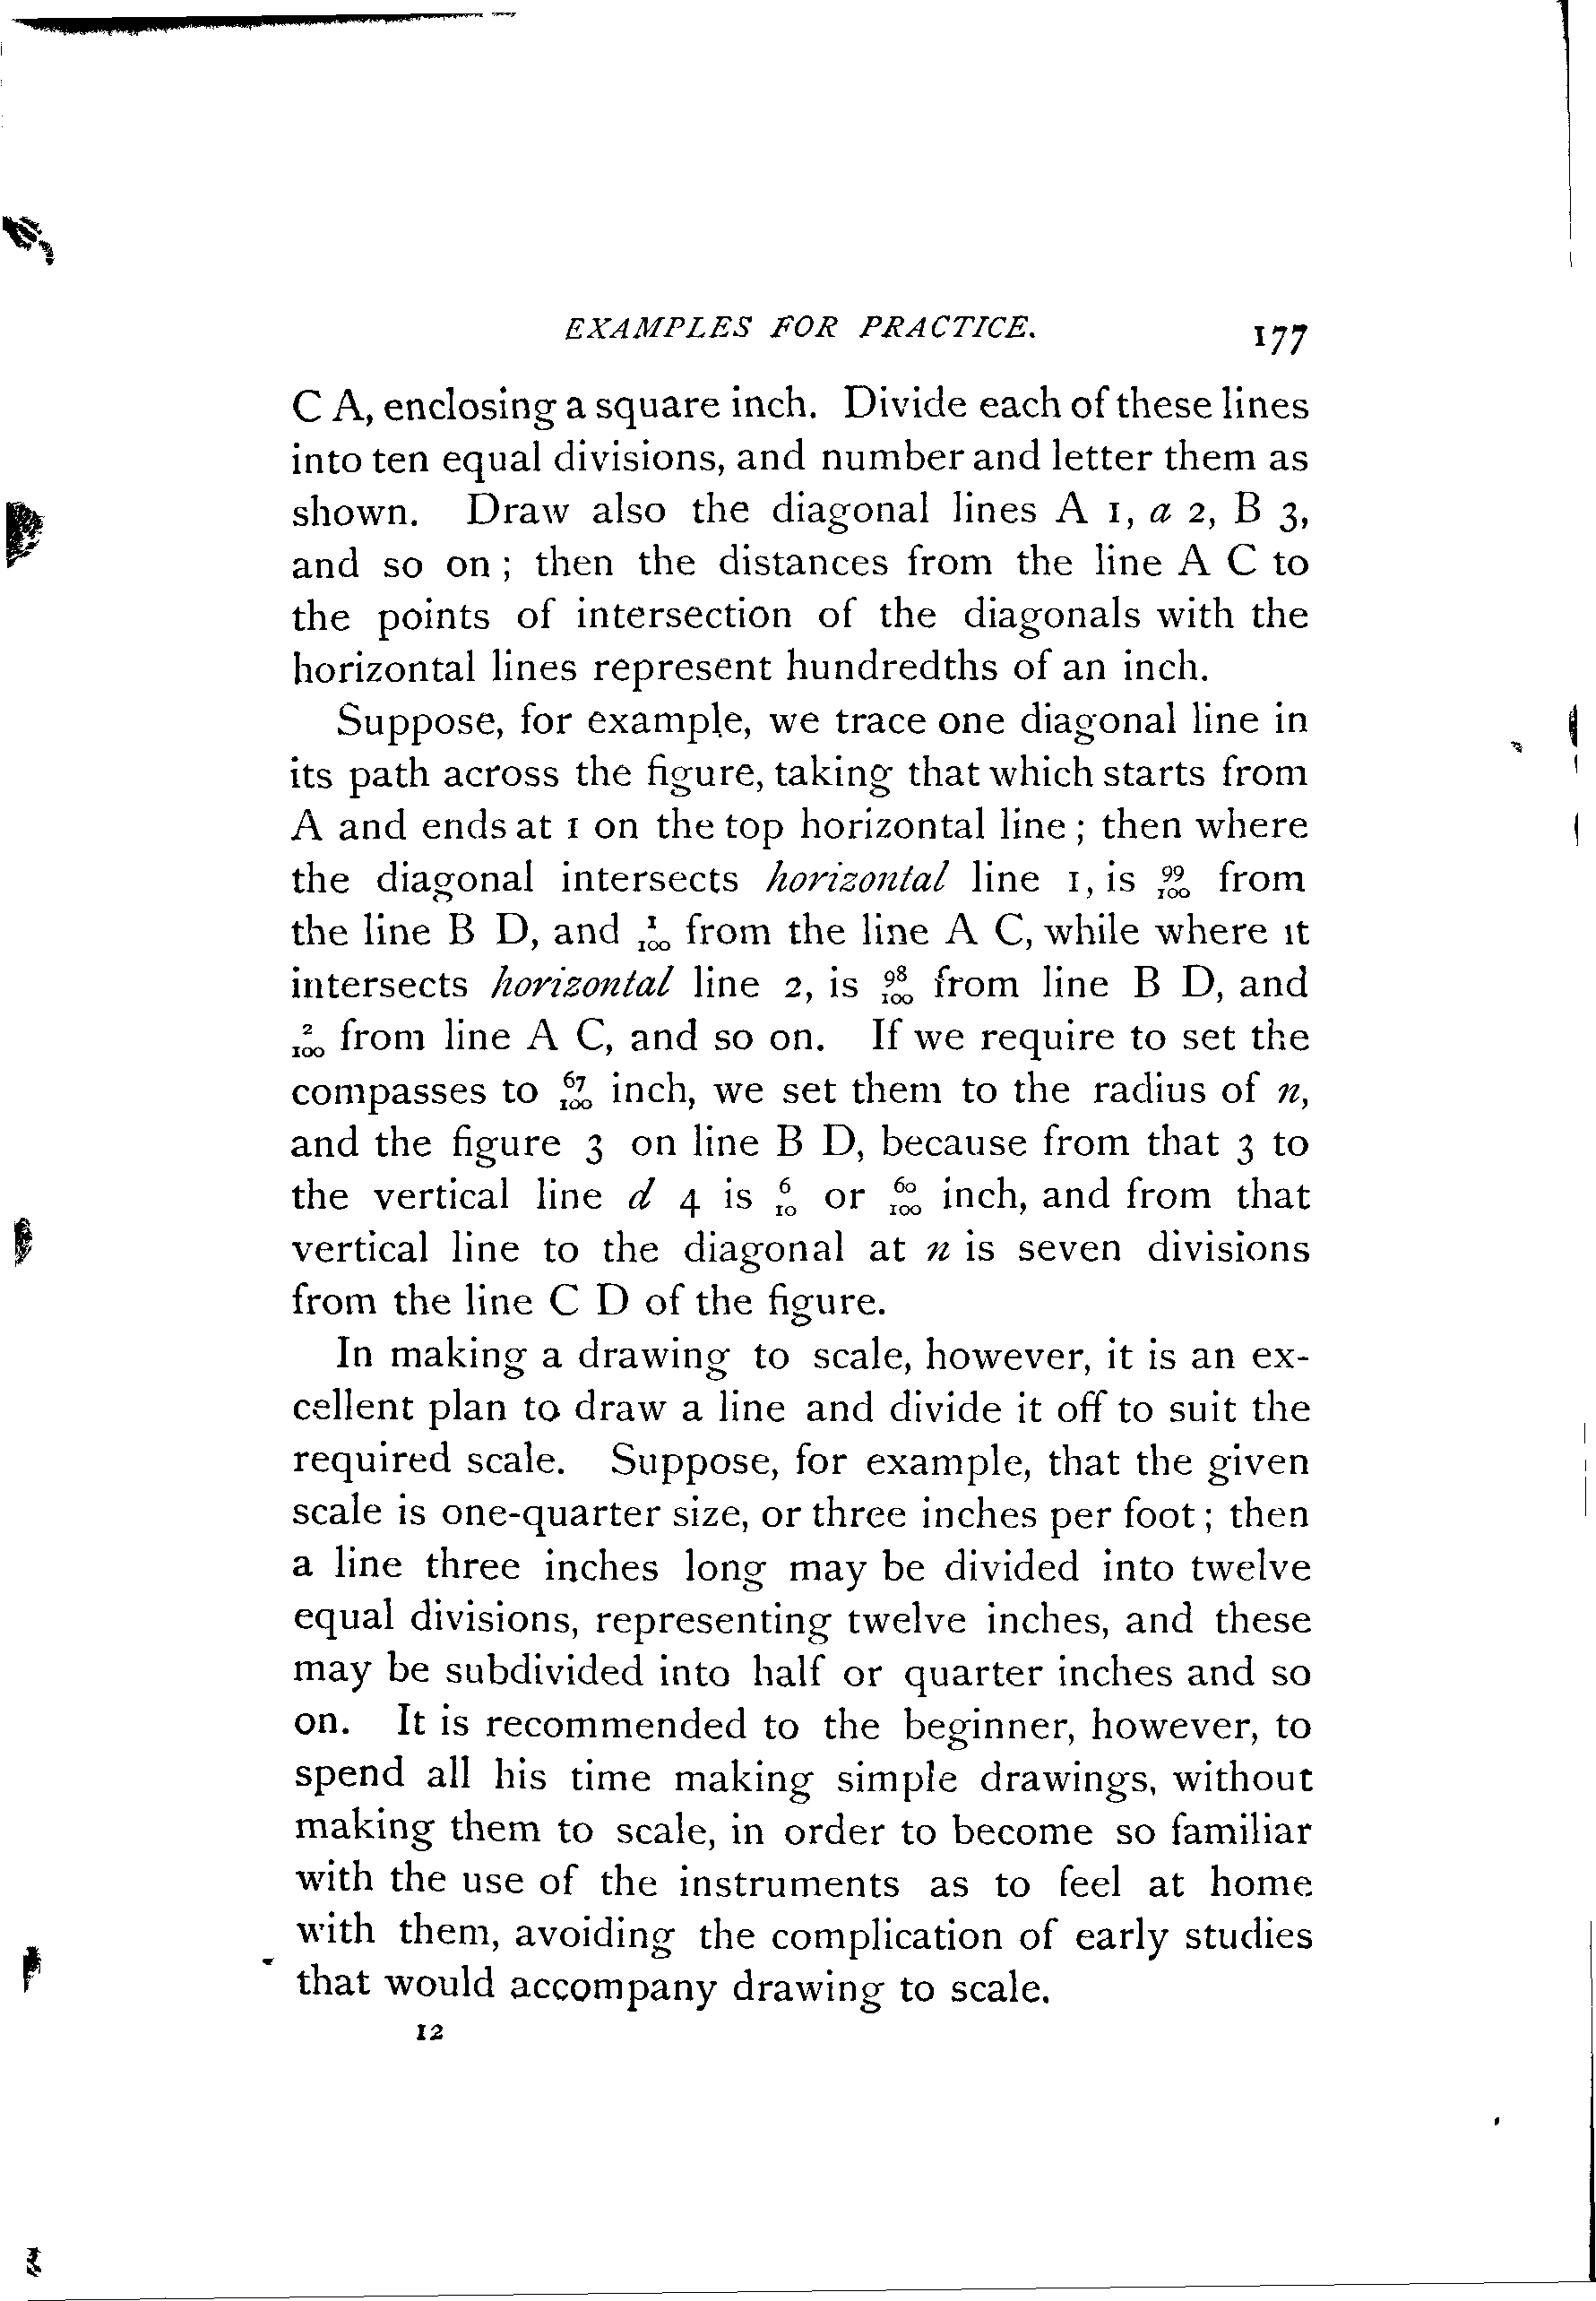 EXAMPLES FOR PRACTICE. 177
C A, enclosing a square inch. Divide each of these lines
into ten equal divisions, and number and letter them as
shown. Draw also the diagonal lines A 1, a 2, B 3,
and so on; then the distances from the line A C to
the points of intersection of the diagonals with the
horizontal lines represent hundredths of an inch.
Suppose, for example, we trace one diagonal line in
its path across the figure, taking that which starts from
A and ends at 1 on the top horizontal line; then where
the diagonal intersects horizontal line 1, is 99/100 from
the line B D, and 1/100 from the line A C, while where it
intersects horizontal line 2, is 98/100 from line B D, and
2/100 from line A C, and so on. If we require to set the
compasses to 67/100 inch, we set them to the radius of n,
and the figure 3 on line B D, because from that 3 to
the vertical line d 4 is 6/10 or 60/100 inch, and from that
vertical line to the diagonal at n is seven divisions
from the line C D of the figure.
In making a drawing to scale, however, it is an ex-
cellent plan to draw a line and divide it off to suit the
required scale. Suppose, for example, that the given
scale is one-quarter size, or three inches per foot; then
a line three inches long may be divided into twelve
equal divisions, representing twelve inches, and these
may be subdivided into half or quarter inches and so
on. It is recommended to the beginner, however, to
spend all his time making simple drawings, without
making them to scale, in order to become so familiar
with the use of the instruments as to feel at home
with them, avoiding the complication of early studies
that would accompany drawing to scale.
12